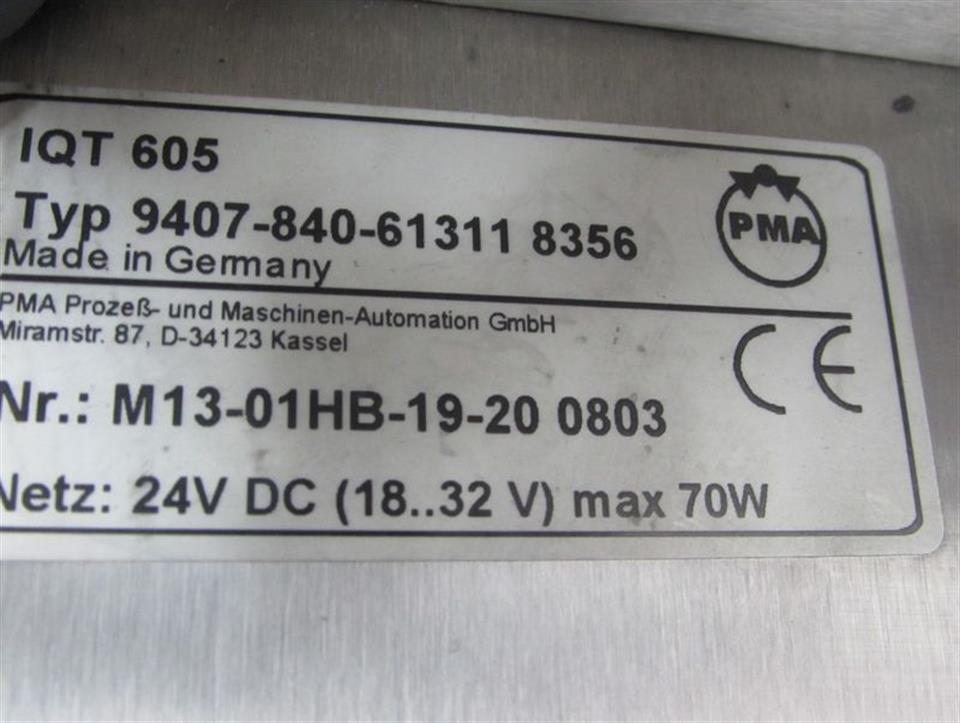 IQT 605
Typ 9407-840-61311 8356
Made in Germany
PMA
PMA Prozeß- und Maschinen-Automation GmbH
Miramstr. 87, D-34123 Kassel
CE
Nr.: M13-01HB-19-20 0803
Netz: 24V DC (18..32 V) max 70W